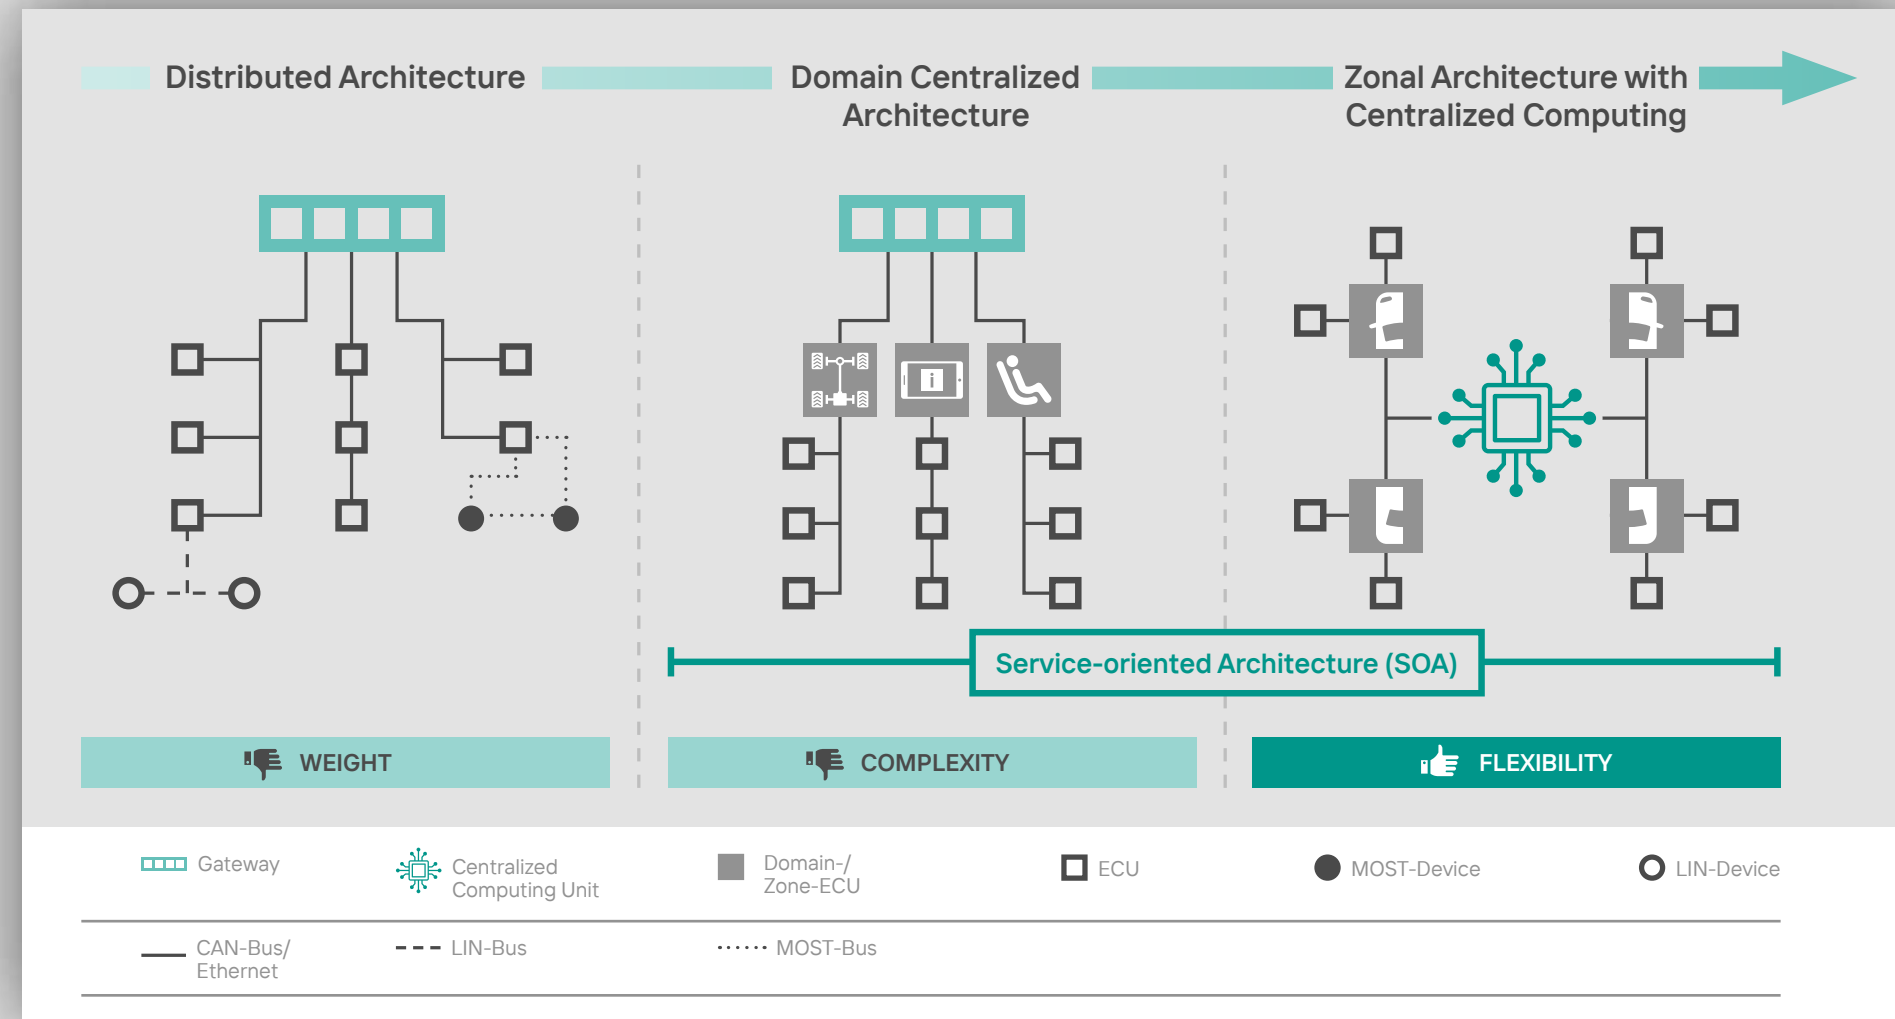 Distributed Architecture
Domain Centralized
Architecture
Zonal Architecture with
Centralized Computing
i
Service-oriented Architecture (SOA)
WEIGHT
COMPLEXITY
FLEXIBILITY
Gateway
Centralized
Computing Unit
Domain-/
Zone-ECU
ECU
MOST-Device
LIN-Device
CAN-Bus/
Ethernet
LIN-Bus
MOST-Bus